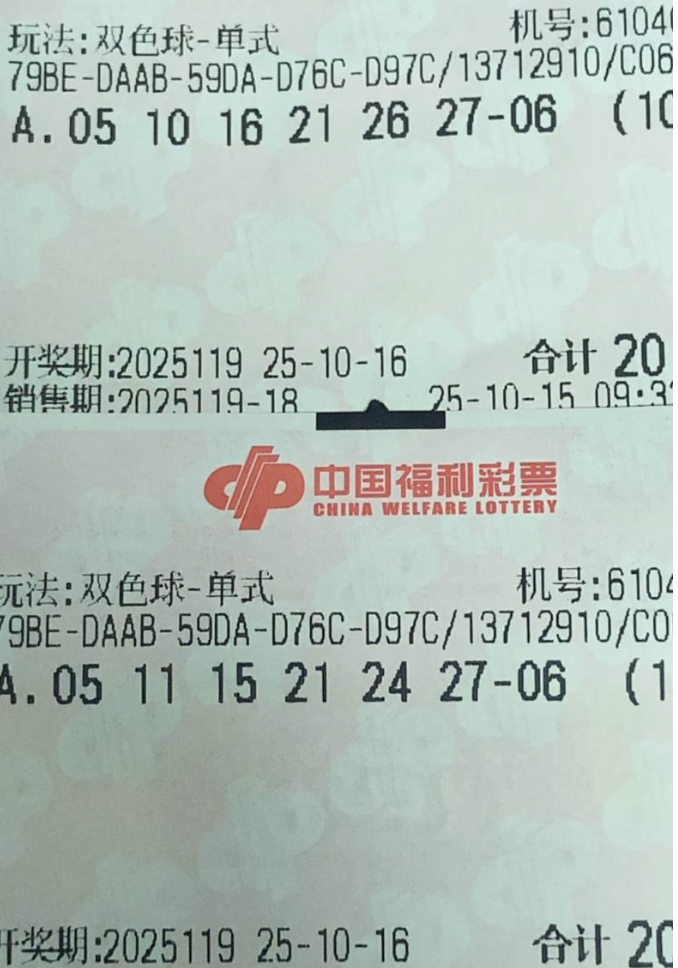 玩法:双色球-单式 机号:6104
79BE-DAAB-59DA-D76C-D97C/13712910/C06
A.05 10 16 21 26 27-06 (10
开奖期:2025119 25-10-16 合计 20
销售期:2025119-18 25-10-15 09:3
中国福利彩票
CHINA WELFARE LOTTERY
玩法:双色球-单式 机号:6104
79BE-DAAB-59DA-D76C-D97C/13712910/C0
A.05 11 15 21 24 27-06 (1
开奖期:2025119 25-10-16 合计 20